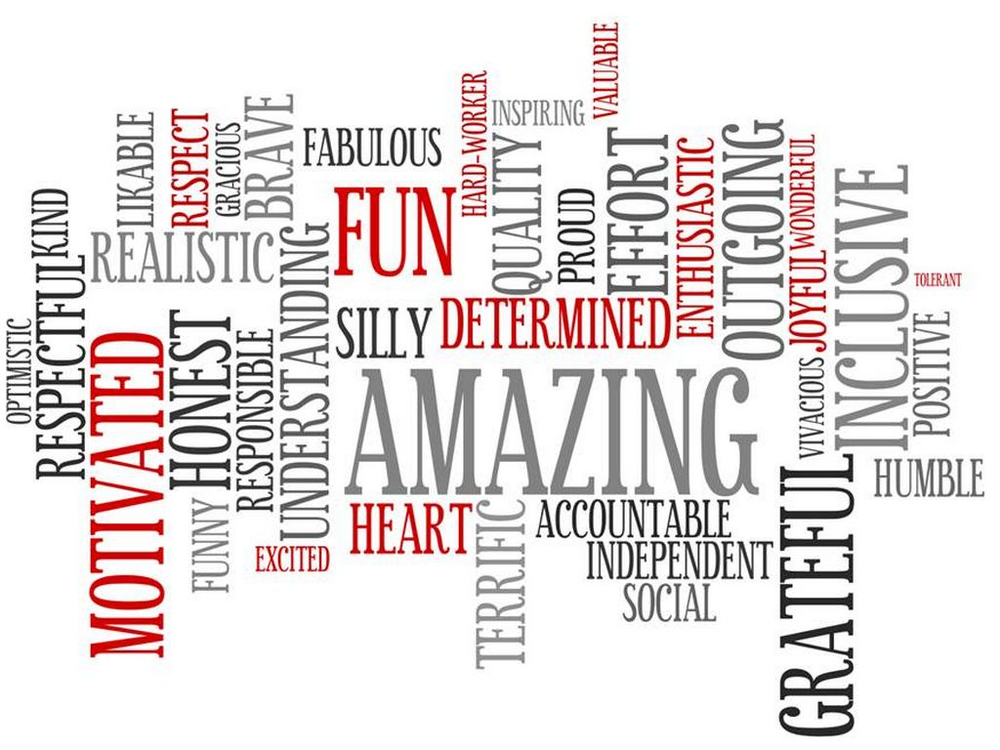 VALUABLE
HARD-WORKER
INSPIRING
LIKABLE
RESPECT
GRACIOUS
BRAVE
FABULOUS
QUALITY
PROUD
EFFORT
ENTHUSIASTIC
OUTGOING
WONDERFUL
INCLUSIVE
KIND
REALISTIC
FUN
UNDERSTANDING
JOYFUL
TOLERANT
OPTIMISTIC
RESPECTFUL
MOTIVATED
HONEST
RESPONSIBLE
SILLY
DETERMINED
POSITIVE
VIVACIOUS
AMAZING
HUMBLE
GRATEFUL
FUNNY
EXCITED
HEART
TERRIFIC
ACCOUNTABLE
INDEPENDENT
SOCIAL